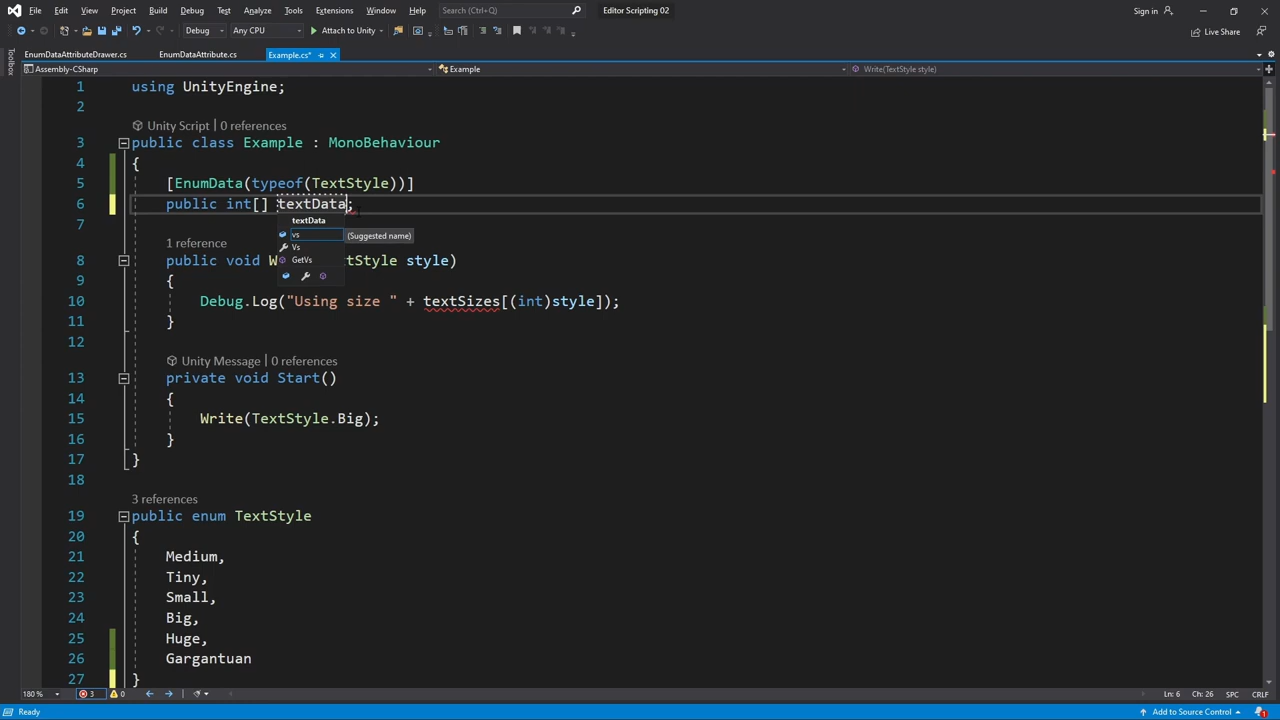 File Edit View Project Build Debug Test Analyze Tools Extensions Window Help Search (Ctrl+Q) Editor Scripting 02 Sign in
Debug Any CPU Attach to Unity Live Share
Toolbox
EnumDataAttributeDrawer.cs EnumDataAttribute.cs Example.cs*
Assembly-CSharp Example Write(TextStyle style)
1 using UnityEngine;
2
Unity Script | 0 references
3 public class Example : MonoBehaviour
4 {
5 [EnumData(typeof(TextStyle))]
6 public int[] textData;
textData
7
vs (Suggested name)
1 reference
Vs
8 public void W tStyle style)
GetVs
9 {
10 Debug.Log("Using size " + textSizes[(int)style]);
11 }
12
Unity Message | 0 references
13 private void Start()
14 {
15 Write(TextStyle.Big);
16 }
17 }
18
3 references
19 public enum TextStyle
20 {
21 Medium,
22 Tiny,
23 Small,
24 Big,
25 Huge,
26 Gargantuan
27 }
180 % 3 0 Ln: 6 Ch: 26 SPC CRLF
Ready Add to Source Control 1